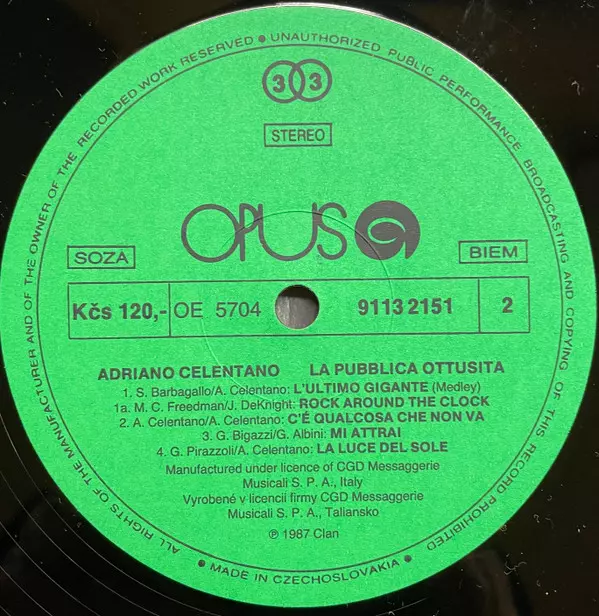 ALL RIGHTS OF THE MANUFACTURER AND OF THE OWNER OF THE RECORDED WORK RESERVED • UNAUTHORIZED PUBLIC PERFORMANCE BROADCASTING AND COPYING OF THIS RECORD PROHIBITED
33
STEREO
OPUS
SOZA
BIEM
Kčs 120,- OE 5704 9113 2151 2
ADRIANO CELENTANO LA PUBBLICA OTTUSITA
1. S. Barbagallo/A. Celentano: L'ULTIMO GIGANTE (Medley)
1a. M. C. Freedman/J. DeKnight: ROCK AROUND THE CLOCK
2. A. Celentano/A. Celentano: C'É QUALCOSA CHE NON VA
3. G. Bigazzi/G. Albini: MI ATTRAI
4. G. Pirazzoli/A. Celentano: LA LUCE DEL SOLE
Manufactured under licence of CGD Messaggerie
Musicali S. P. A., Italy
Vyrobené v licencii firmy CGD Messaggerie
Musicali S. P. A., Taliansko
℗ 1987 Clan
• MADE IN CZECHOSLOVAKIA •